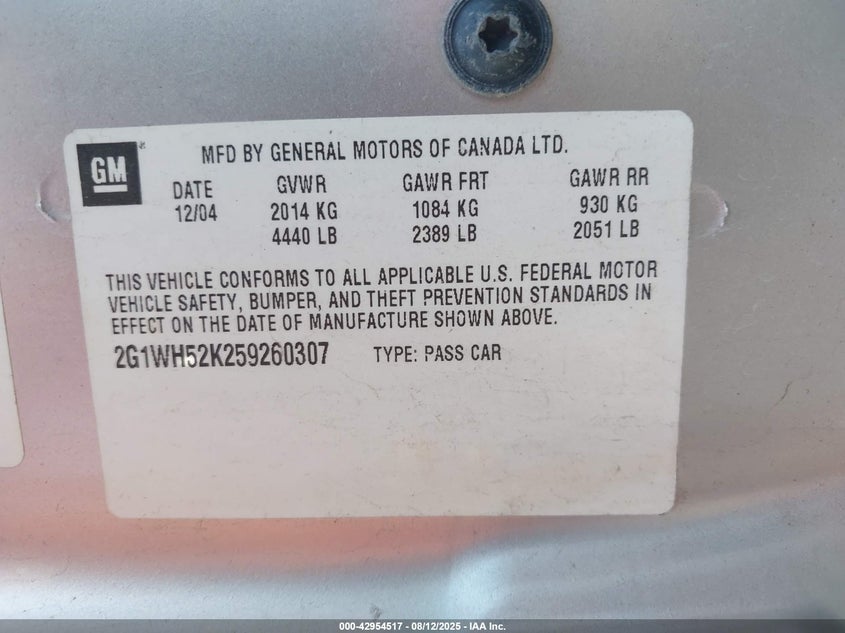 GM
MFD BY GENERAL MOTORS OF CANADA LTD.
DATE GVWR GAWR FRT GAWR RR
12/04 2014 KG 1084 KG 930 KG
4440 LB 2389 LB 2051 LB
THIS VEHICLE CONFORMS TO ALL APPLICABLE U.S. FEDERAL MOTOR
VEHICLE SAFETY, BUMPER, AND THEFT PREVENTION STANDARDS IN
EFFECT ON THE DATE OF MANUFACTURE SHOWN ABOVE.
2G1WH52K259260307 TYPE: PASS CAR
000-42954517 - 08/12/2025 - IAA Inc.